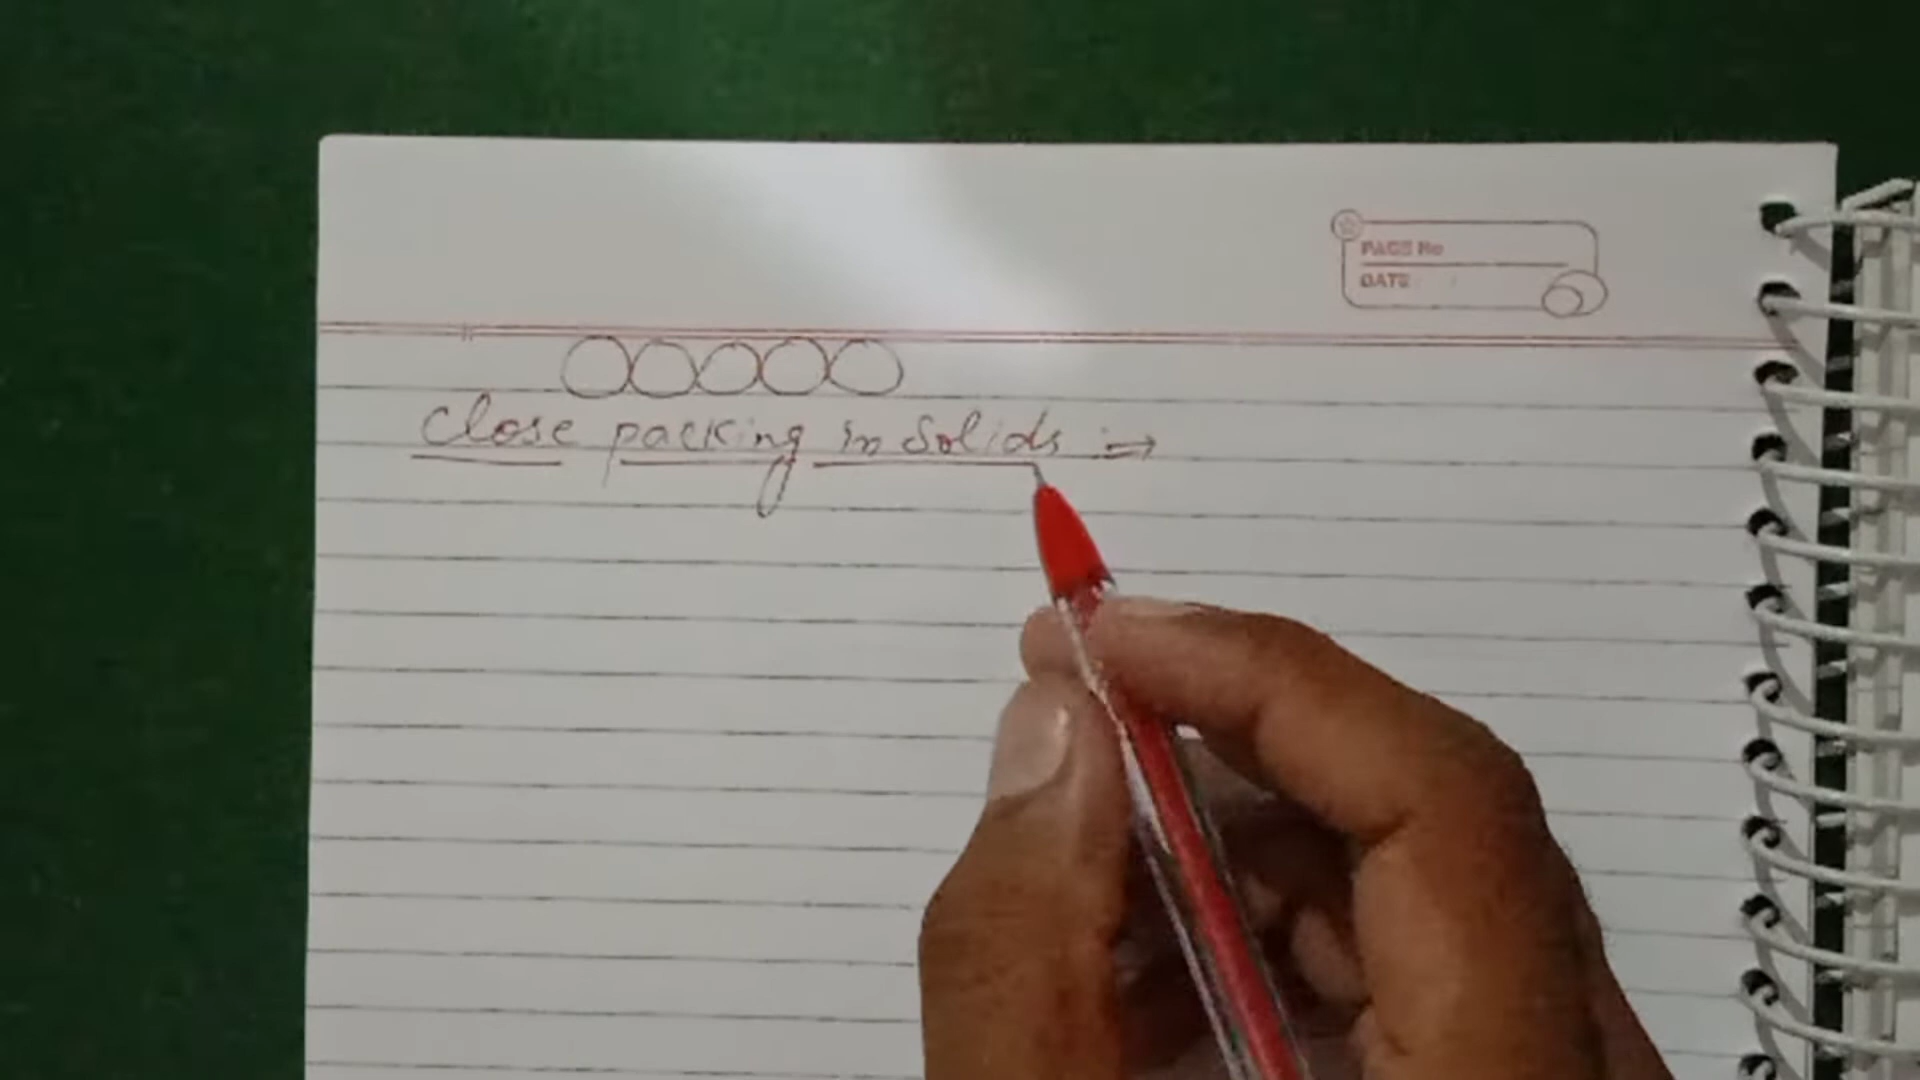 PAGE No
DATE:
Close packing in Solids :⇒